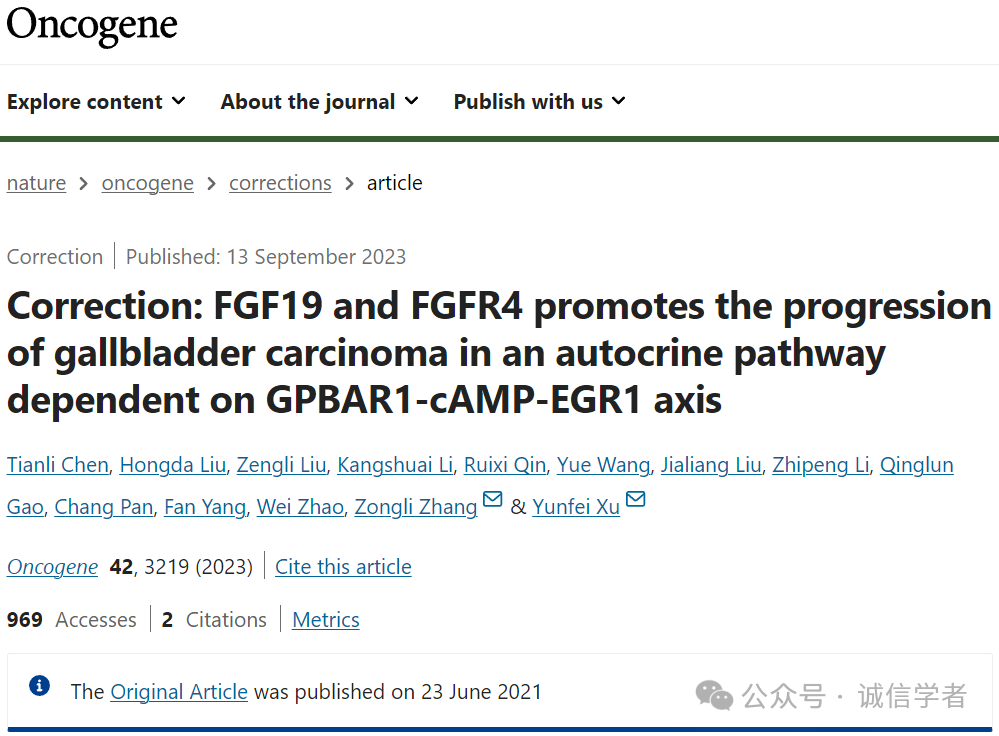 Oncogene
Explore content About the journal Publish with us
nature > oncogene > corrections > article
Correction | Published: 13 September 2023
Correction: FGF19 and FGFR4 promotes the progression
of gallbladder carcinoma in an autocrine pathway
dependent on GPBAR1-cAMP-EGR1 axis
Tianli Chen, Hongda Liu, Zengli Liu, Kangshuai Li, Ruixi Qin, Yue Wang, Jialiang Liu, Zhipeng Li, Qinglun
Gao, Chang Pan, Fan Yang, Wei Zhao, Zongli Zhang & Yunfei Xu
Oncogene 42, 3219 (2023) | Cite this article
969 Accesses | 2 Citations | Metrics
The Original Article was published on 23 June 2021
公众号 · 诚信学者